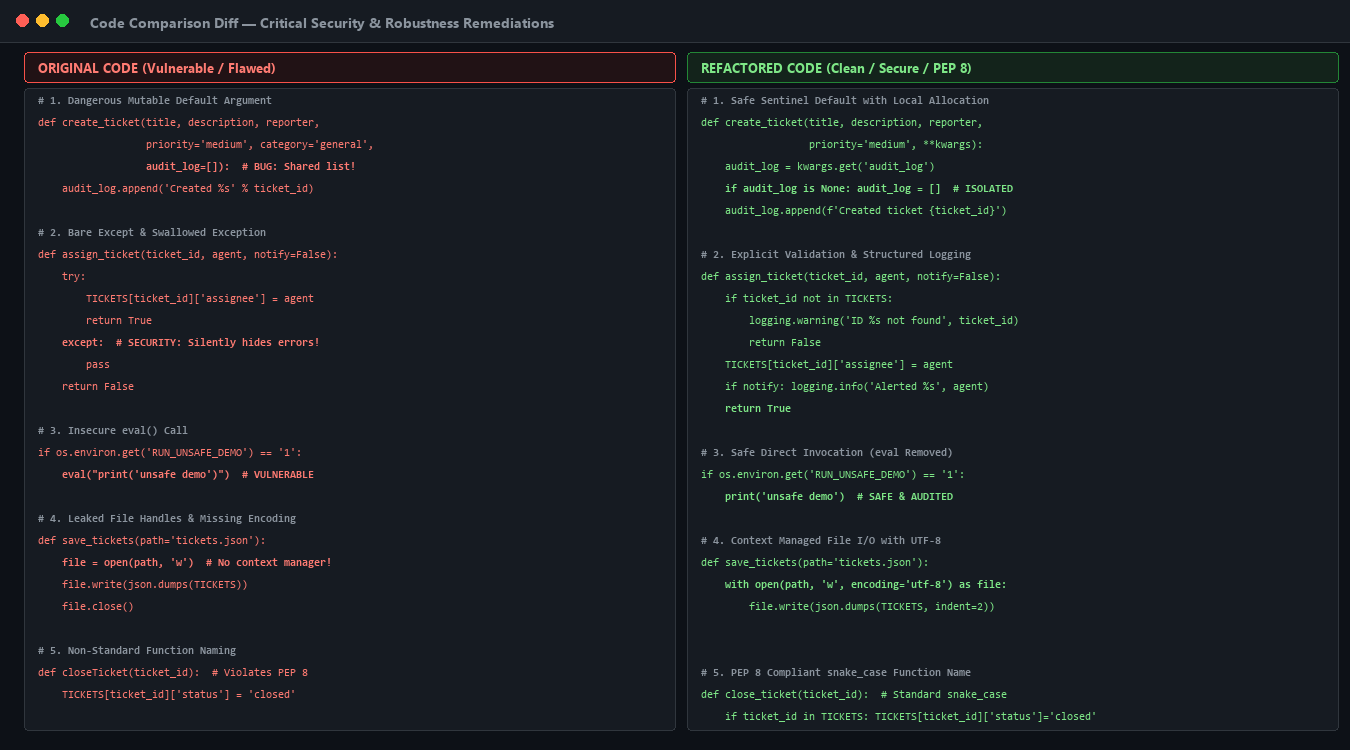 Code Comparison Diff — Critical Security & Robustness Remediations
ORIGINAL CODE (Vulnerable / Flawed)
# 1. Dangerous Mutable Default Argument
def create_ticket(title, description, reporter,
                  priority='medium', category='general',
                  audit_log=[]):  # BUG: Shared list!
    audit_log.append('Created %s' % ticket_id)
# 2. Bare Except & Swallowed Exception
def assign_ticket(ticket_id, agent, notify=False):
    try:
        TICKETS[ticket_id]['assignee'] = agent
        return True
    except:  # SECURITY: Silently hides errors!
        pass
    return False
# 3. Insecure eval() Call
if os.environ.get('RUN_UNSAFE_DEMO') == '1':
    eval("print('unsafe demo')")  # VULNERABLE
# 4. Leaked File Handles & Missing Encoding
def save_tickets(path='tickets.json'):
    file = open(path, 'w')  # No context manager!
    file.write(json.dumps(TICKETS))
    file.close()
# 5. Non-Standard Function Naming
def closeTicket(ticket_id):  # Violates PEP 8
    TICKETS[ticket_id]['status'] = 'closed'
REFACTORED CODE (Clean / Secure / PEP 8)
# 1. Safe Sentinel Default with Local Allocation
def create_ticket(title, description, reporter,
                  priority='medium', **kwargs):
    audit_log = kwargs.get('audit_log')
    if audit_log is None: audit_log = []  # ISOLATED
    audit_log.append(f'Created ticket {ticket_id}')
# 2. Explicit Validation & Structured Logging
def assign_ticket(ticket_id, agent, notify=False):
    if ticket_id not in TICKETS:
        logging.warning('ID %s not found', ticket_id)
        return False
    TICKETS[ticket_id]['assignee'] = agent
    if notify: logging.info('Alerted %s', agent)
    return True
# 3. Safe Direct Invocation (eval Removed)
if os.environ.get('RUN_UNSAFE_DEMO') == '1':
    print('unsafe demo')  # SAFE & AUDITED
# 4. Context Managed File I/O with UTF-8
def save_tickets(path='tickets.json'):
    with open(path, 'w', encoding='utf-8') as file:
        file.write(json.dumps(TICKETS, indent=2))
# 5. PEP 8 Compliant snake_case Function Name
def close_ticket(ticket_id):  # Standard snake_case
    if ticket_id in TICKETS: TICKETS[ticket_id]['status']='closed'